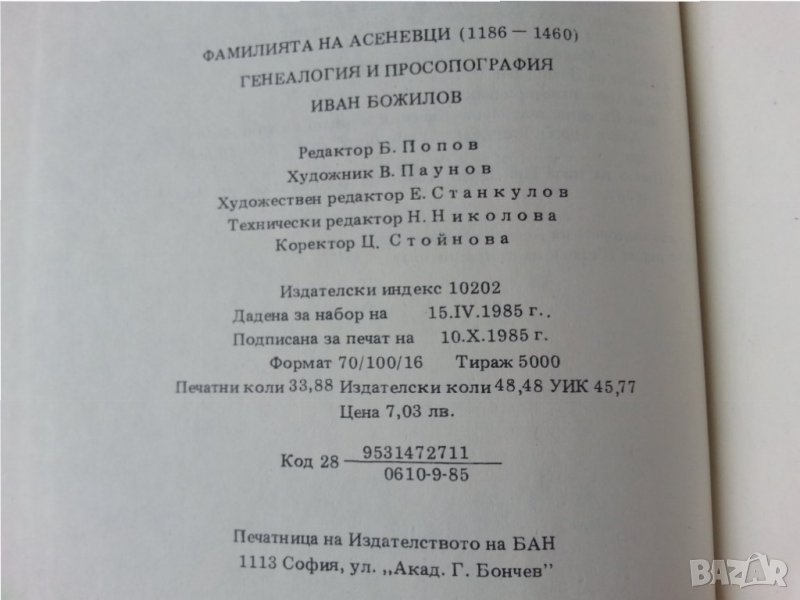 ФАМИЛИЯТА НА АСЕНЕВЦИ (1186 — 1460)
ГЕНЕАЛОГИЯ И ПРОСОПОГРАФИЯ
ИВАН БОЖИЛОВ
Редактор Б. Попов
Художник В. Паунов
Художествен редактор Е. Станкулов
Технически редактор Н. Николова
Коректор Ц. Стойнова
Издателски индекс 10202
Дадена за набор на 15.IV.1985 г..
Подписана за печат на 10.X.1985 г.
Формат 70/100/16 Тираж 5000
Печатни коли 33,88 Издателски коли 48,48 УИК 45,77
Цена 7,03 лв.
Код 28 9531472711
0610-9-85
Печатница на Издателството на БАН
1113 София, ул. „Акад. Г. Бончев"
BAZAR